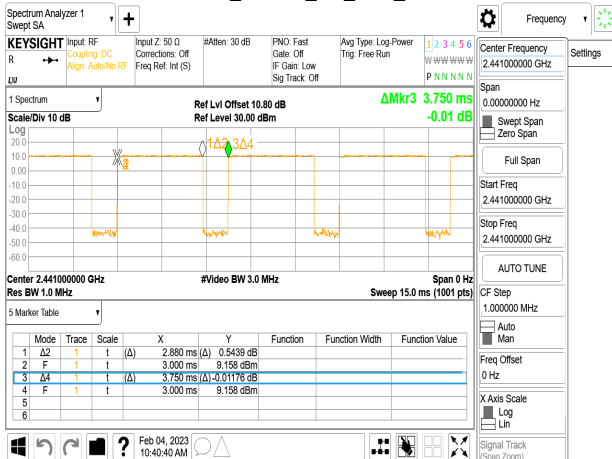 Spectrum Analyzer 1
Swept SA
Frequency
Settings
KEYSIGHT
R
LXI
Input: RF
Coupling: DC
Align: Auto/No RF
Input Z: 50 Ω
Corrections: Off
Freq Ref: Int (S)
#Atten: 30 dB
PNO: Fast
Gate: Off
IF Gain: Low
Sig Track: Off
Avg Type: Log-Power
Trig: Free Run
1 2 3 4 5 6
W W W W W W
P N N N N N
1 Spectrum
Scale/Div 10 dB
Ref Lvl Offset 10.80 dB
Ref Level 30.00 dBm
ΔMkr3 3.750 ms
-0.01 dB
Log
20.0
10.0
0.00
-10.0
-20.0
-30.0
-40.0
-50.0
-60.0
1Δ2 3Δ4
Center 2.441000000 GHz
Res BW 1.0 MHz
#Video BW 3.0 MHz
Span 0 Hz
Sweep 15.0 ms (1001 pts)
5 Marker Table
Mode Trace Scale X Y Function Function Width Function Value
1 Δ2 1 t (Δ) 2.880 ms (Δ) 0.5439 dB
2 F 1 t 3.000 ms 9.158 dBm
3 Δ4 1 t (Δ) 3.750 ms (Δ) -0.01176 dB
4 F 1 t 3.000 ms 9.158 dBm
5
6
Feb 04, 2023
10:40:40 AM
Center Frequency
2.441000000 GHz
Span
0.00000000 Hz
Swept Span
Zero Span
Full Span
Start Freq
2.441000000 GHz
Stop Freq
2.441000000 GHz
AUTO TUNE
CF Step
1.000000 MHz
Auto
Man
Freq Offset
0 Hz
X Axis Scale
Log
Lin
Signal Track
(Span Zoom)